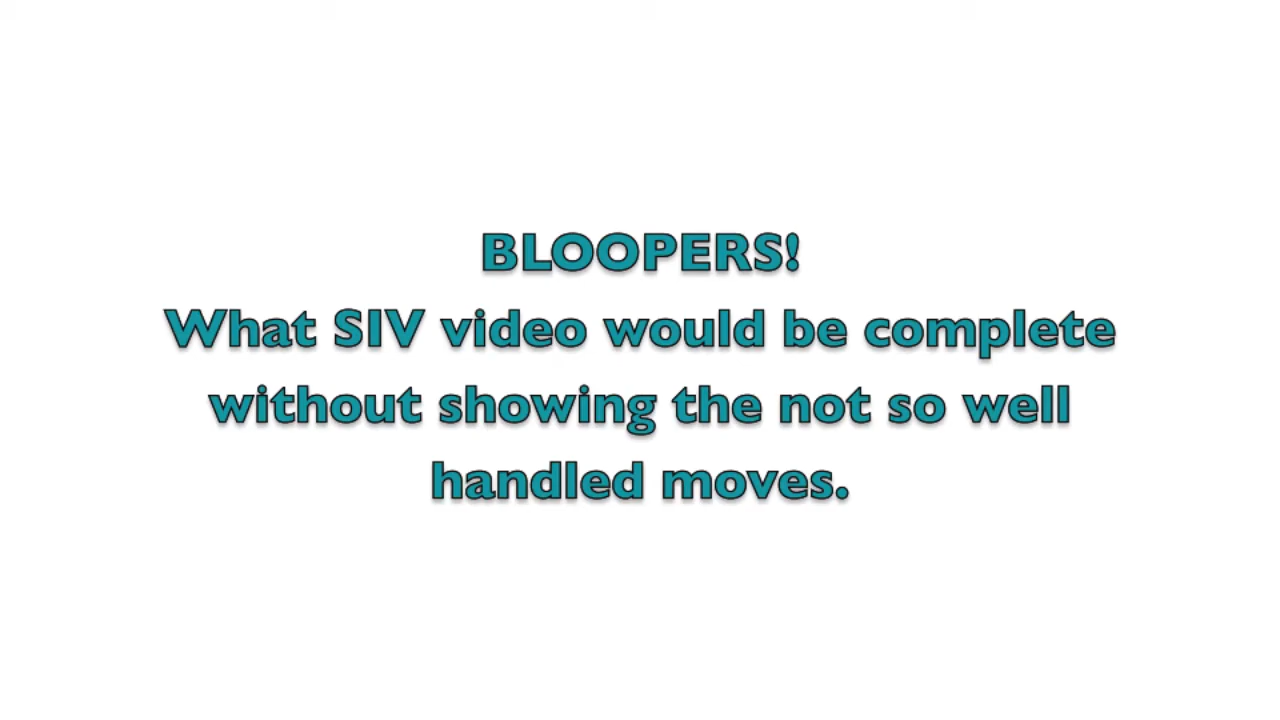 BLOOPERS!
What SIV video would be complete
without showing the not so well
handled moves.